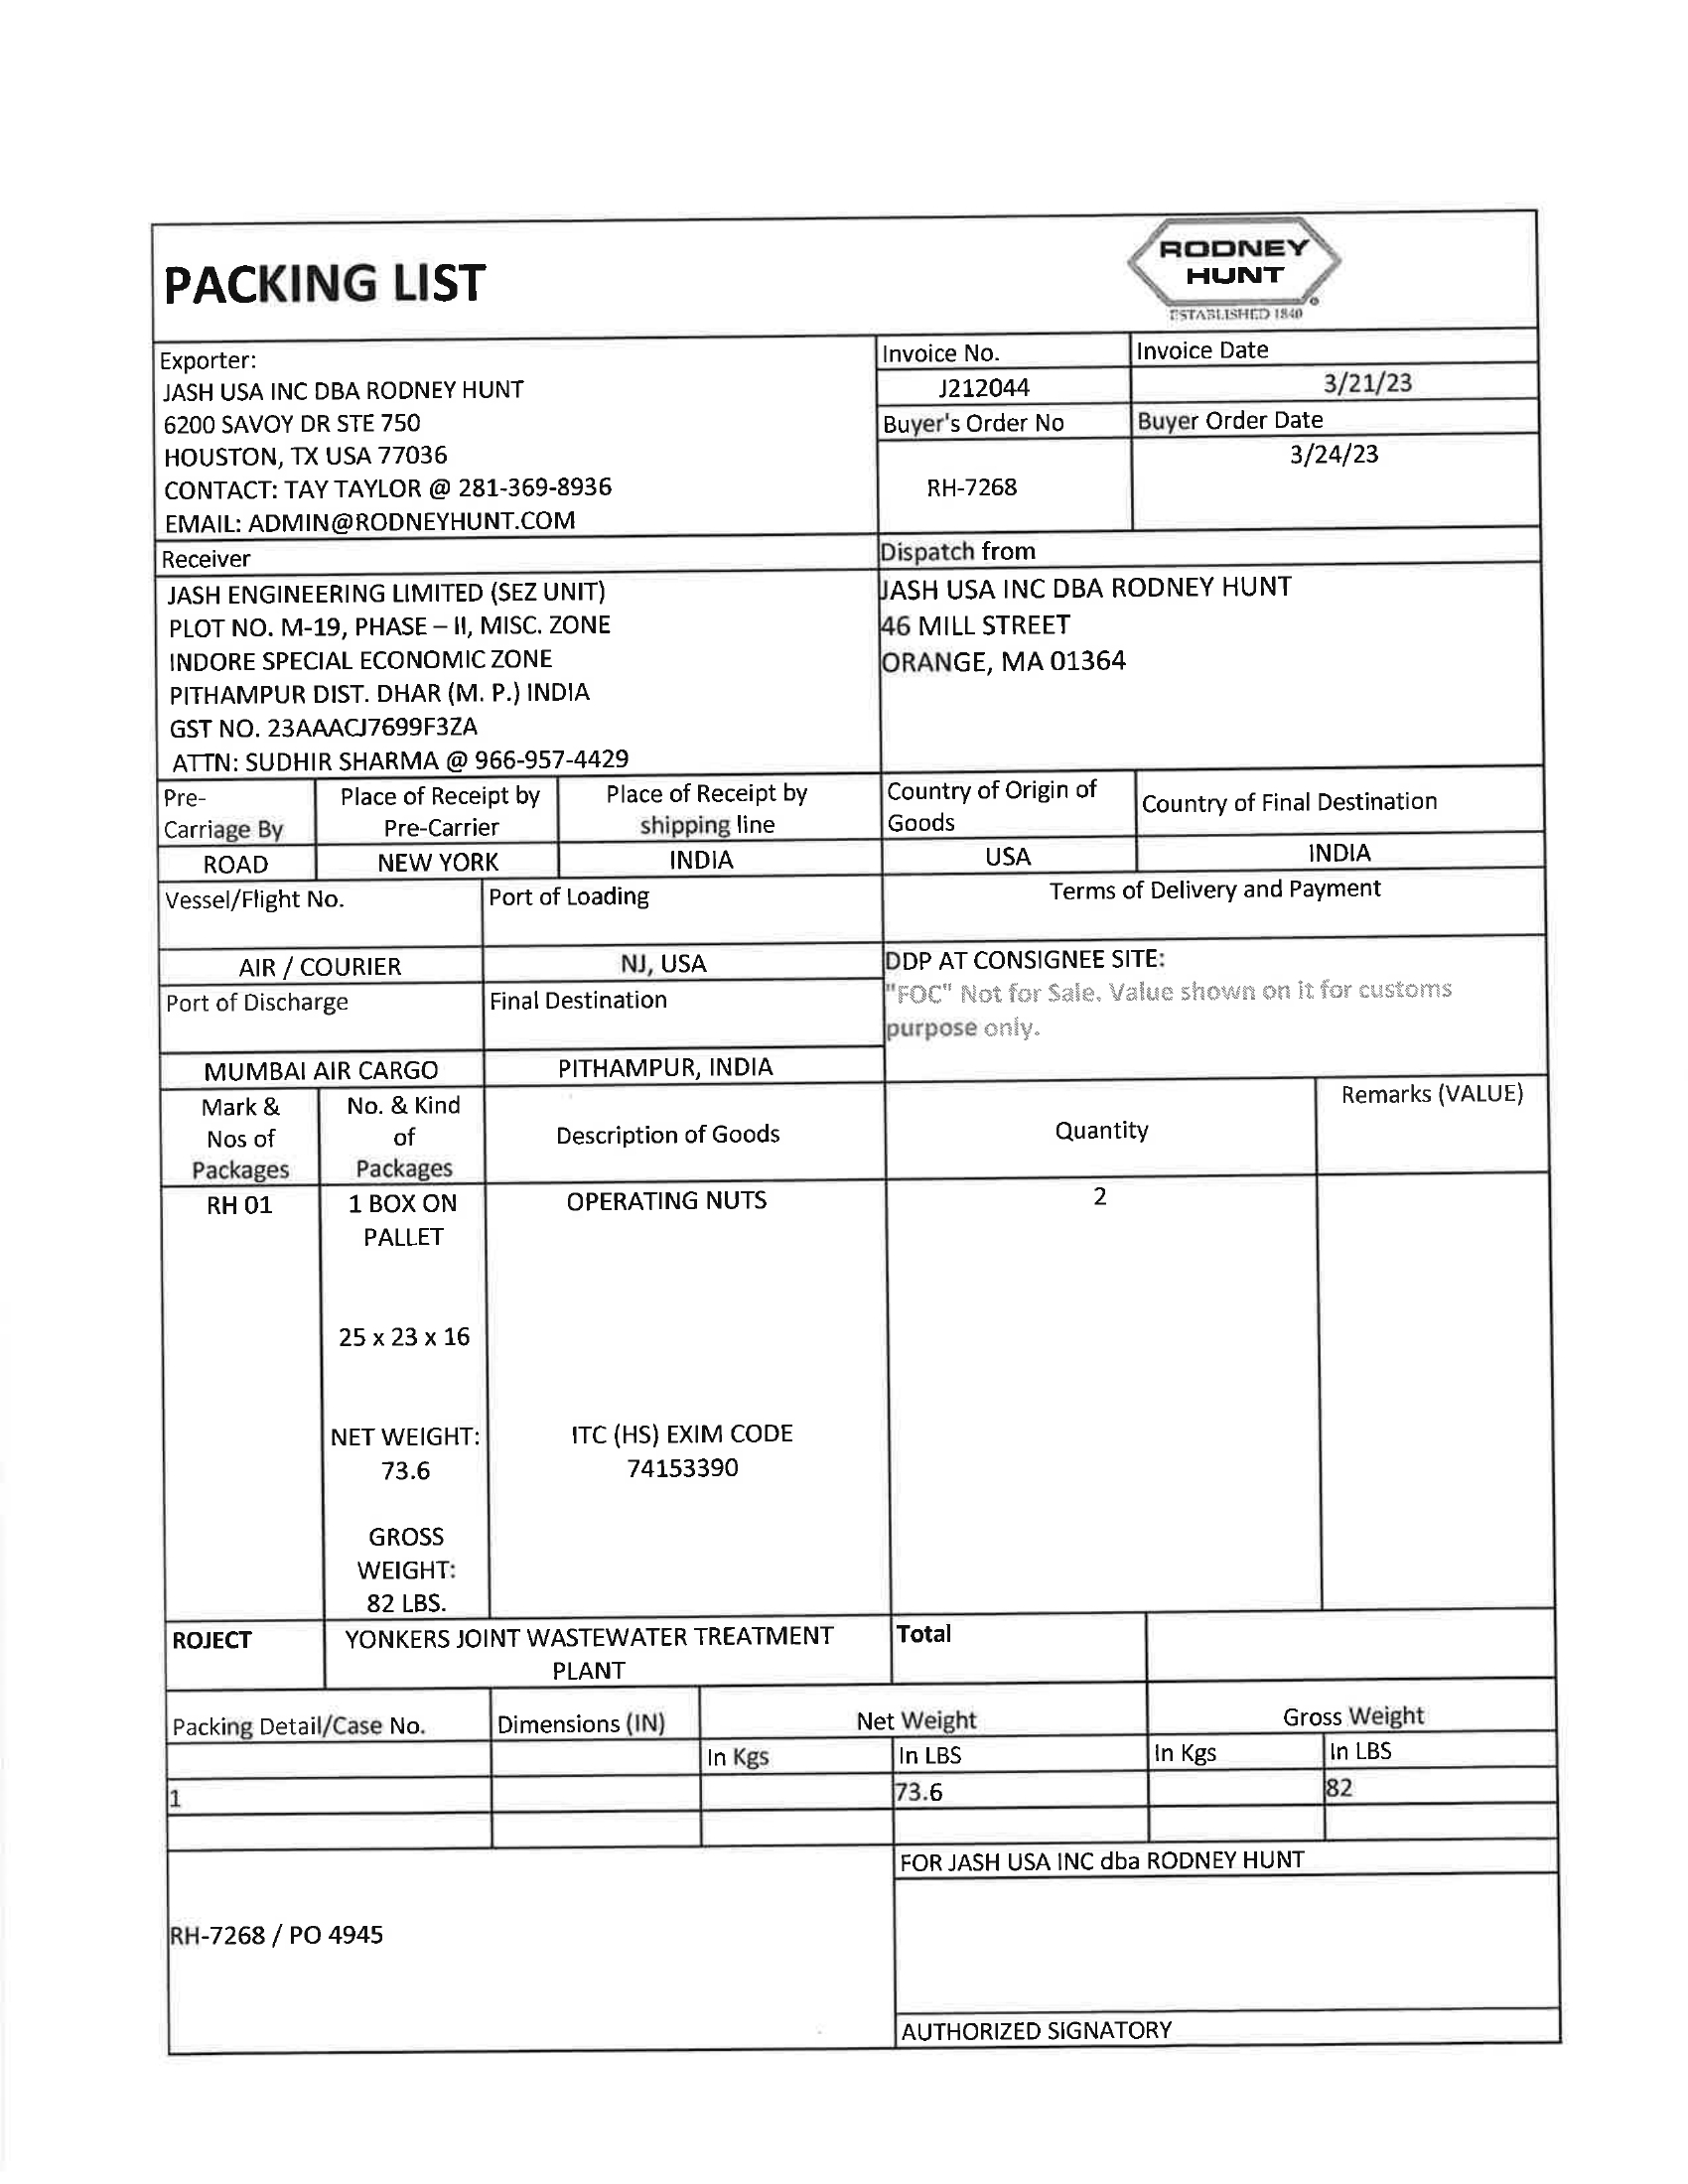 PACKING LIST
RODNEY
HUNT
ESTABLISHED 1840
Exporter:
JASH USA INC DBA RODNEY HUNT
6200 SAVOY DR STE 750
HOUSTON, TX USA 77036
CONTACT: TAY TAYLOR @ 281-369-8936
EMAIL: ADMIN@RODNEYHUNT.COM
Invoice No.
Invoice Date
J212044
3/21/23
Buyer's Order No
Buyer Order Date
RH-7268
3/24/23
Receiver
JASH ENGINEERING LIMITED (SEZ UNIT)
PLOT NO. M-19, PHASE – II, MISC. ZONE
INDORE SPECIAL ECONOMIC ZONE
PITHAMPUR DIST. DHAR (M. P.) INDIA
GST NO. 23AAACJ7699F3ZA
ATTN: SUDHIR SHARMA @ 966-957-4429
Dispatch from
JASH USA INC DBA RODNEY HUNT
46 MILL STREET
ORANGE, MA 01364
Pre-
Carriage By
Place of Receipt by
Pre-Carrier
Place of Receipt by
shipping line
Country of Origin of
Goods
Country of Final Destination
ROAD
NEW YORK
INDIA
USA
INDIA
Vessel/Flight No.
Port of Loading
Terms of Delivery and Payment
AIR / COURIER
NJ, USA
DDP AT CONSIGNEE SITE:
"FOC" Not for Sale. Value shown on it for customs
purpose only.
Port of Discharge
Final Destination
MUMBAI AIR CARGO
PITHAMPUR, INDIA
Mark &
Nos of
Packages
No. & Kind
of
Packages
Description of Goods
Quantity
Remarks (VALUE)
RH 01
1 BOX ON
PALLET
OPERATING NUTS
2
25 x 23 x 16
NET WEIGHT:
73.6
ITC (HS) EXIM CODE
74153390
GROSS
WEIGHT:
82 LBS.
ROJECT
YONKERS JOINT WASTEWATER TREATMENT
PLANT
Total
Packing Detail/Case No.
Dimensions (IN)
Net Weight
Gross Weight
In Kgs
In LBS
In Kgs
In LBS
1
73.6
82
FOR JASH USA INC dba RODNEY HUNT
RH-7268 / PO 4945
AUTHORIZED SIGNATORY